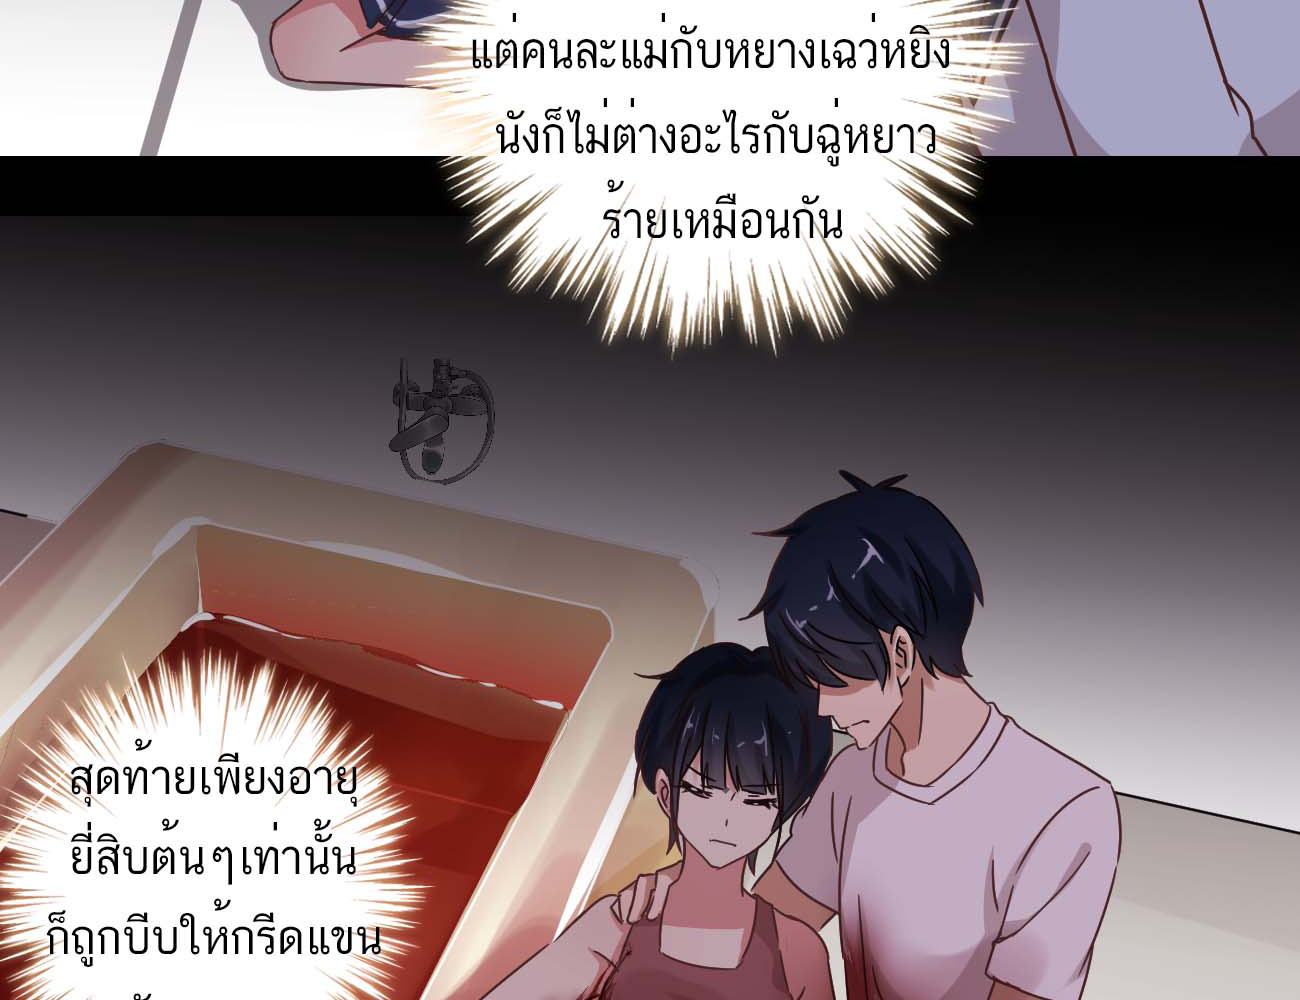 แต่คนละแม่กับหยางเฉว่หยิง
นังก็ไม่ต่างอะไรกับฉู่หยาว
ร้ายเหมือนกัน
สุดท้ายเพียงอายุ
ยี่สิบต้นๆเท่านั้น
ก็ถูกบีบให้กรีดแขน